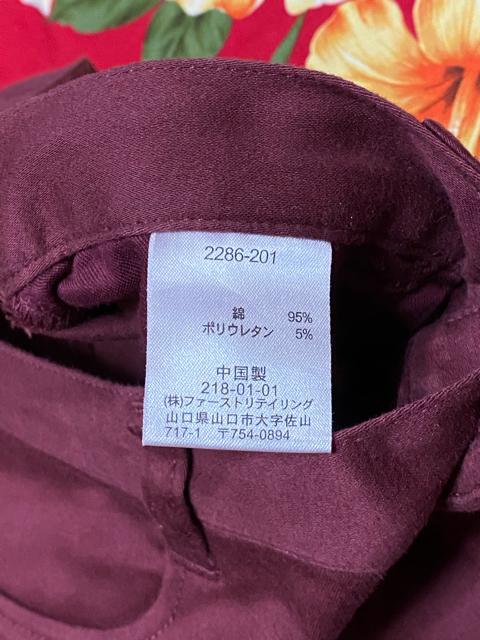 2286-201
綿 95%
ポリウレタン 5%
中国製
218-01-01
(株)ファーストリテイリング
山口県山口市大字佐山
717-1 〒754-0894